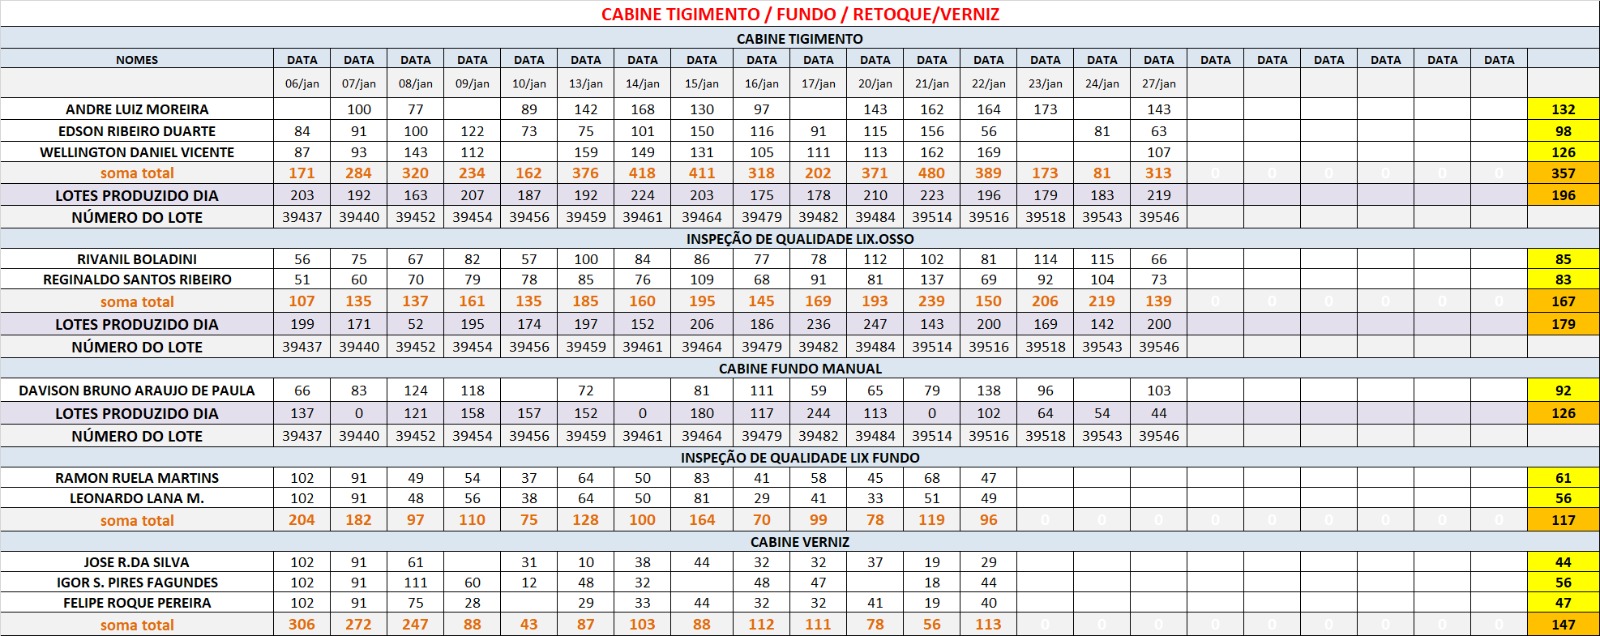 CABINE TIGIMENTO / FUNDO / RETOQUE/VERNIZ
CABINE TIGIMENTO
NOMES DATA DATA DATA DATA DATA DATA DATA DATA DATA DATA DATA DATA DATA DATA DATA DATA DATA DATA DATA DATA DATA DATA
06/jan 07/jan 08/jan 09/jan 10/jan 13/jan 14/jan 15/jan 16/jan 17/jan 20/jan 21/jan 22/jan 23/jan 24/jan 27/jan
ANDRE LUIZ MOREIRA 100 77 89 142 168 130 97 143 162 164 173 143 132
EDSON RIBEIRO DUARTE 84 91 100 122 73 75 101 150 116 91 115 156 56 81 63 98
WELLINGTON DANIEL VICENTE 87 93 143 112 159 149 131 105 111 113 162 169 107 126
soma total 171 284 320 234 162 376 418 411 318 202 371 480 389 173 81 313 0 0 0 0 0 0 357
LOTES PRODUZIDO DIA 203 192 163 207 187 192 224 203 175 178 210 223 196 179 183 219 196
NÚMERO DO LOTE 39437 39440 39452 39454 39456 39459 39461 39464 39479 39482 39484 39514 39516 39518 39543 39546
INSPEÇÃO DE QUALIDADE LIX.OSSO
RIVANIL BOLADINI 56 75 67 82 57 100 84 86 77 78 112 102 81 114 115 66 85
REGINALDO SANTOS RIBEIRO 51 60 70 79 78 85 76 109 68 91 81 137 69 92 104 73 83
soma total 107 135 137 161 135 185 160 195 145 169 193 239 150 206 219 139 0 0 0 0 0 0 167
LOTES PRODUZIDO DIA 199 171 52 195 174 197 152 206 186 236 247 143 200 169 142 200 179
NÚMERO DO LOTE 39437 39440 39452 39454 39456 39459 39461 39464 39479 39482 39484 39514 39516 39518 39543 39546
CABINE FUNDO MANUAL
DAVISON BRUNO ARAUJO DE PAULA 66 83 124 118 72 81 111 59 65 79 138 96 103 92
LOTES PRODUZIDO DIA 137 0 121 158 157 152 0 180 117 244 113 0 102 64 54 44 126
NÚMERO DO LOTE 39437 39440 39452 39454 39456 39459 39461 39464 39479 39482 39484 39514 39516 39518 39543 39546
INSPEÇÃO DE QUALIDADE LIX FUNDO
RAMON RUELA MARTINS 102 91 49 54 37 64 50 83 41 58 45 68 47 61
LEONARDO LANA M. 102 91 48 56 38 64 50 81 29 41 33 51 49 56
soma total 204 182 97 110 75 128 100 164 70 99 78 119 96 0 0 0 0 0 0 0 0 0 117
CABINE VERNIZ
JOSE R.DA SILVA 102 91 61 31 10 38 44 32 32 37 19 29 44
IGOR S. PIRES FAGUNDES 102 91 111 60 12 48 32 48 47 18 44 56
FELIPE ROQUE PEREIRA 102 91 75 28 29 33 44 32 32 41 19 40 47
soma total 306 272 247 88 43 87 103 88 112 111 78 56 113 0 0 0 0 0 0 0 0 0 147